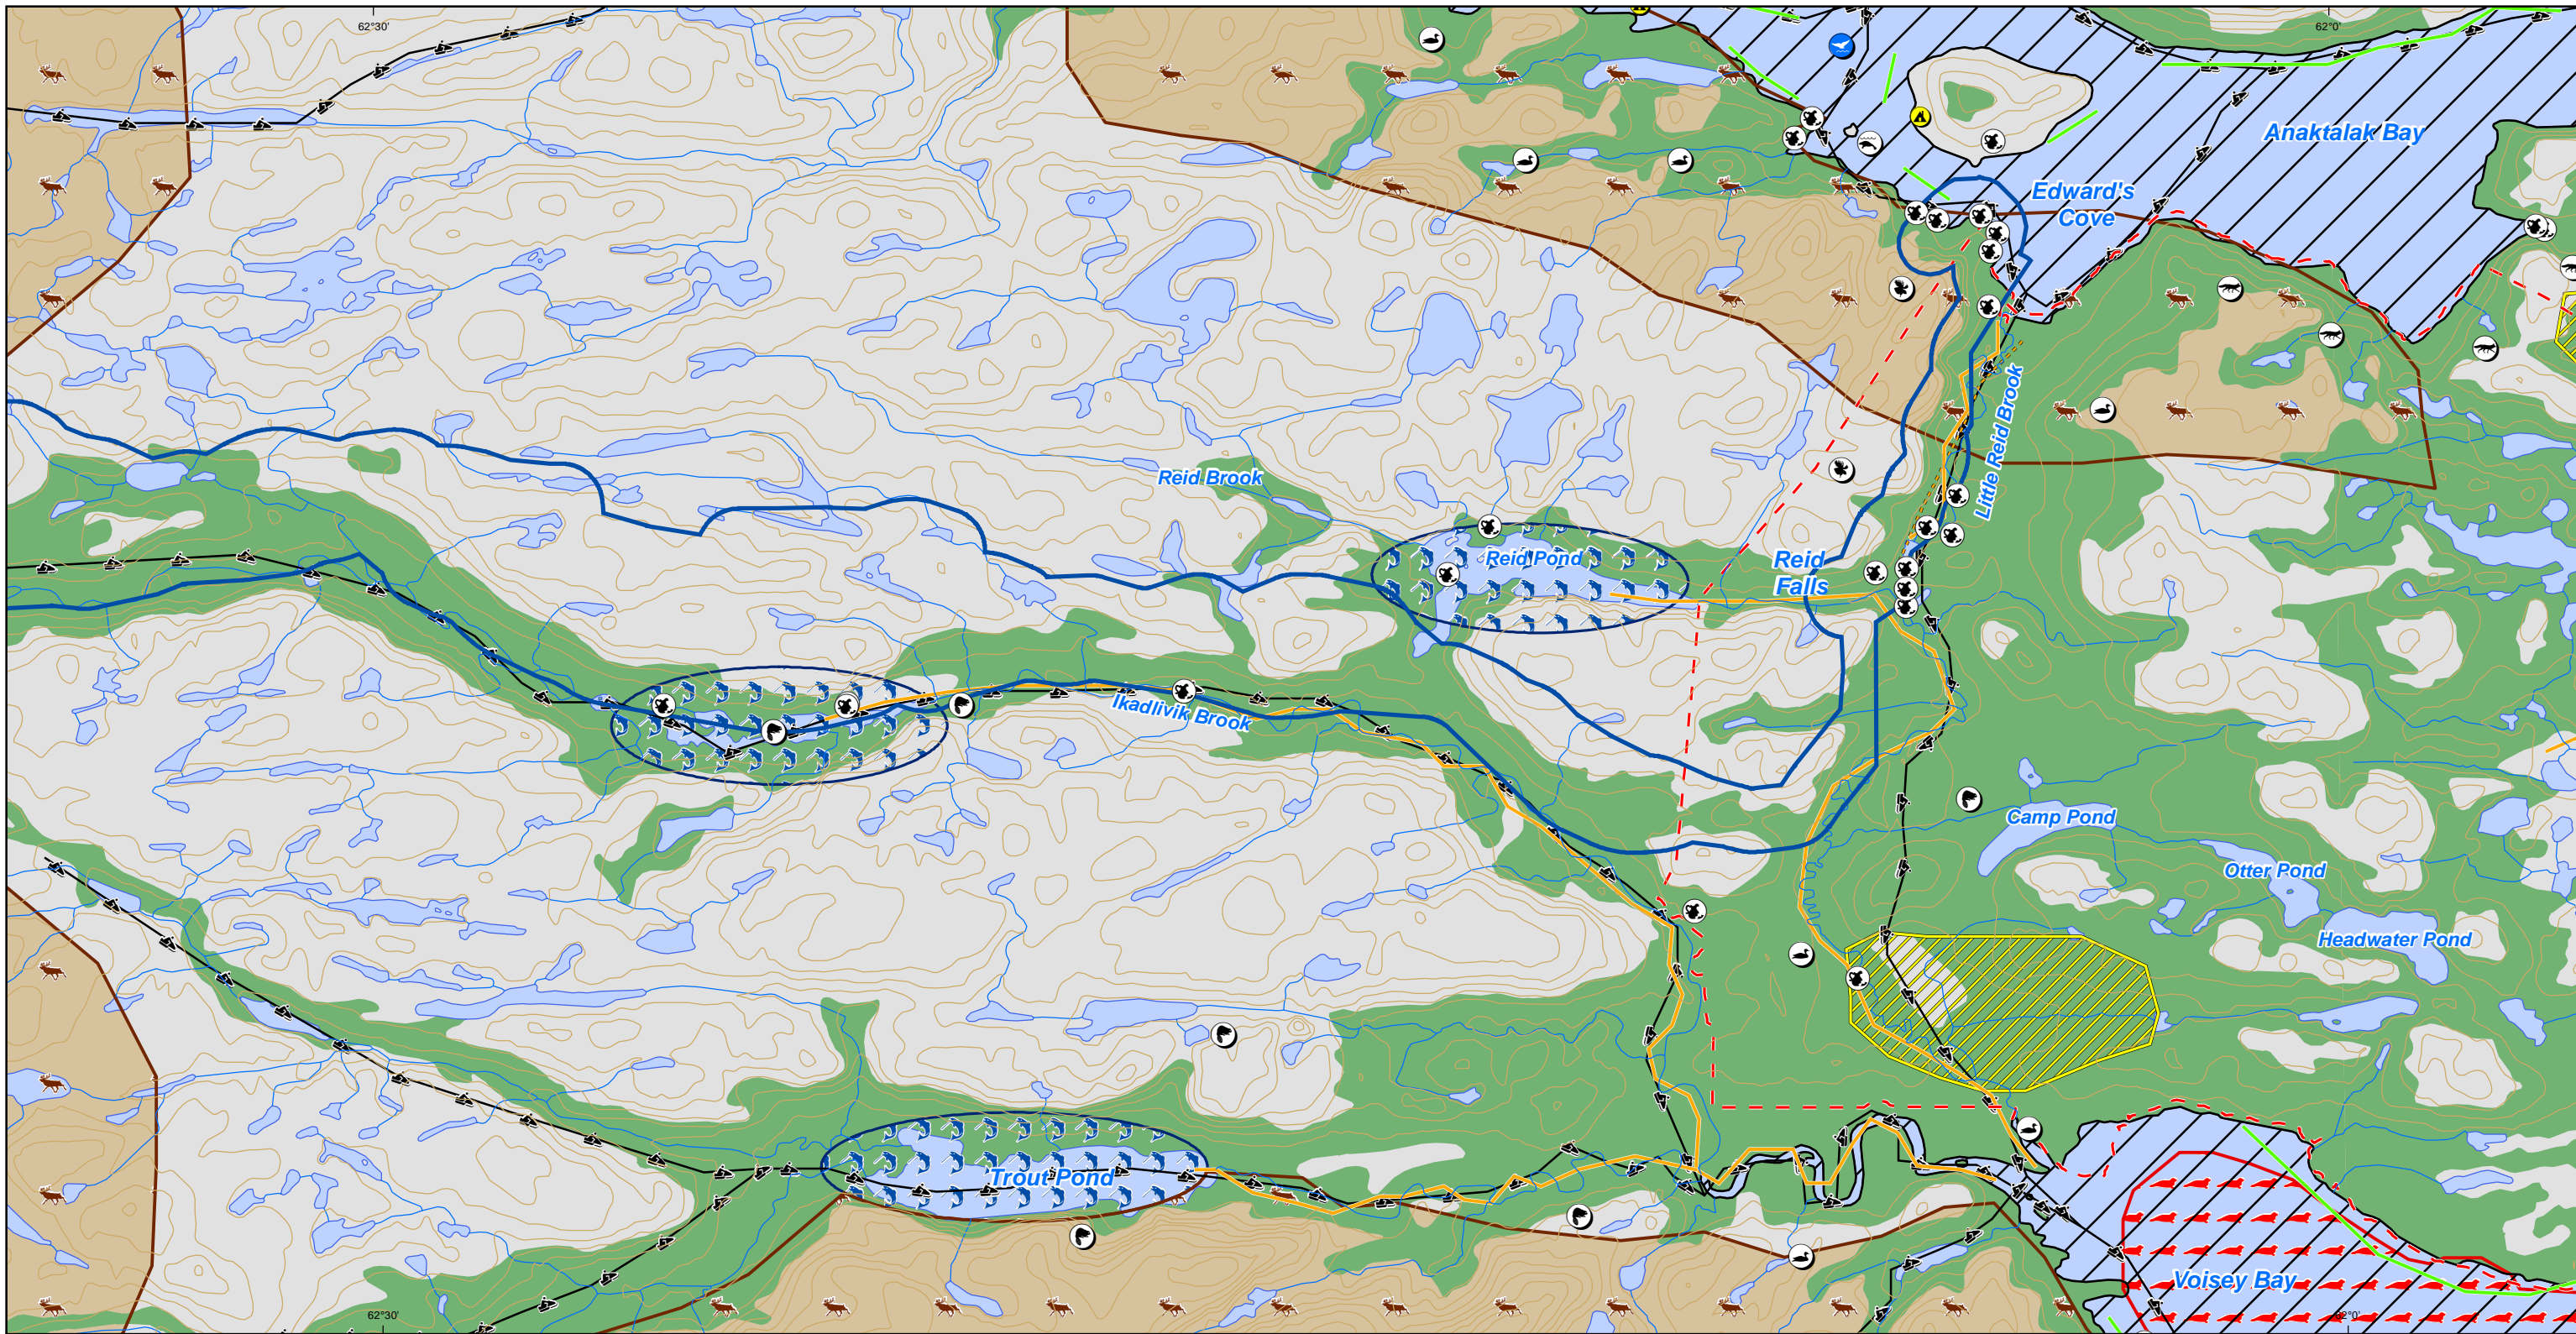 62°30'
62°0'
Anaktalak Bay
Edward's
Cove
Little Reid Brook
Reid Brook
Reid Pond
Reid
Falls
Ikadlivik Brook
Camp Pond
Otter Pond
Headwater Pond
Trout Pond
Voisey Bay
62°30'
62°0'